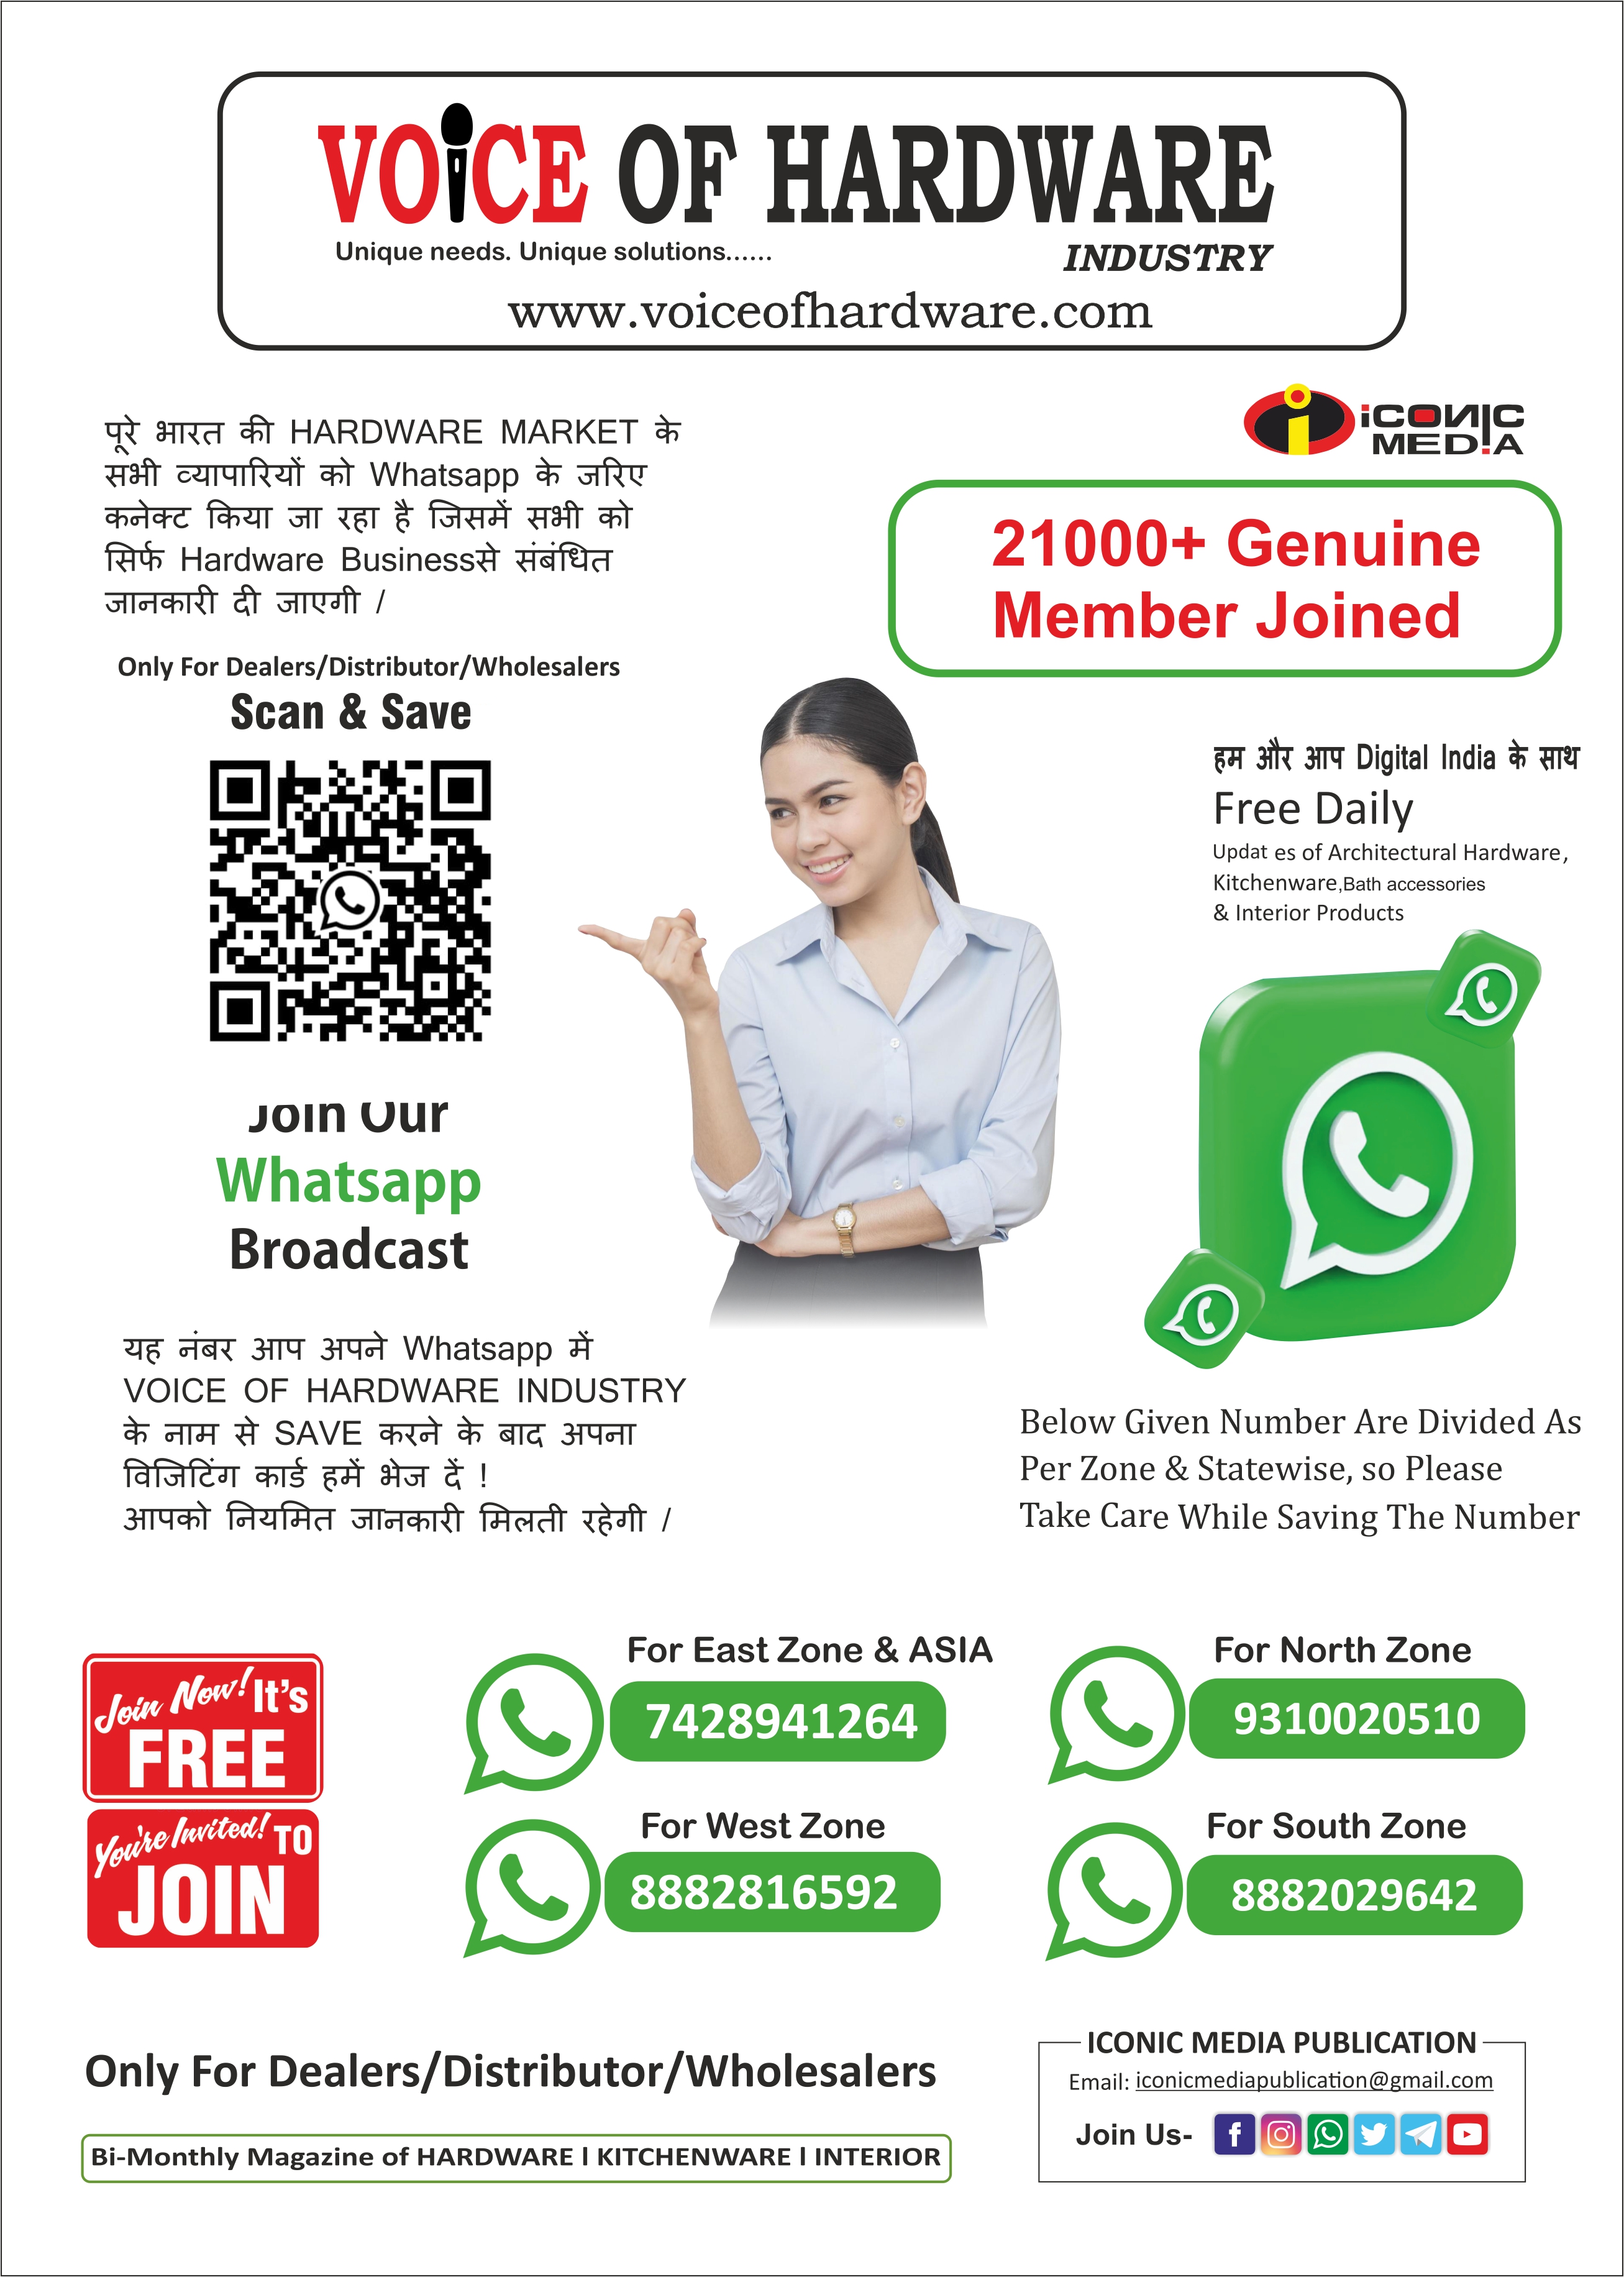 VOICE OF HARDWARE
Unique needs. Unique solutions......
INDUSTRY
www.voiceofhardware.com
iCONIC
MEDIA
पूरे भारत की HARDWARE MARKET के
सभी व्यापारियों को Whatsapp के जरिए
कनेक्ट किया जा रहा है जिसमें सभी को
सिर्फ Hardware Businessसे संबंधित
जानकारी दी जाएगी /
21000+ Genuine
Member Joined
Only For Dealers/Distributor/Wholesalers
Scan & Save
हम और आप Digital India के साथ
Free Daily
Updat es of Architectural Hardware,
Kitchenware,Bath accessories
& Interior Products
Join Our
Whatsapp
Broadcast
यह नंबर आप अपने Whatsapp में
VOICE OF HARDWARE INDUSTRY
के नाम से SAVE करने के बाद अपना
विजिटिंग कार्ड हमें भेज दें !
आपको नियमित जानकारी मिलती रहेगी /
Below Given Number Are Divided As
Per Zone & Statewise, so Please
Take Care While Saving The Number
Join Now! It's
FREE
You're Invited! TO
JOIN
For East Zone & ASIA
7428941264
For North Zone
9310020510
For West Zone
8882816592
For South Zone
8882029642
Only For Dealers/Distributor/Wholesalers
Bi-Monthly Magazine of HARDWARE l KITCHENWARE l INTERIOR
ICONIC MEDIA PUBLICATION
Email: iconicmediapublication@gmail.com
Join Us-